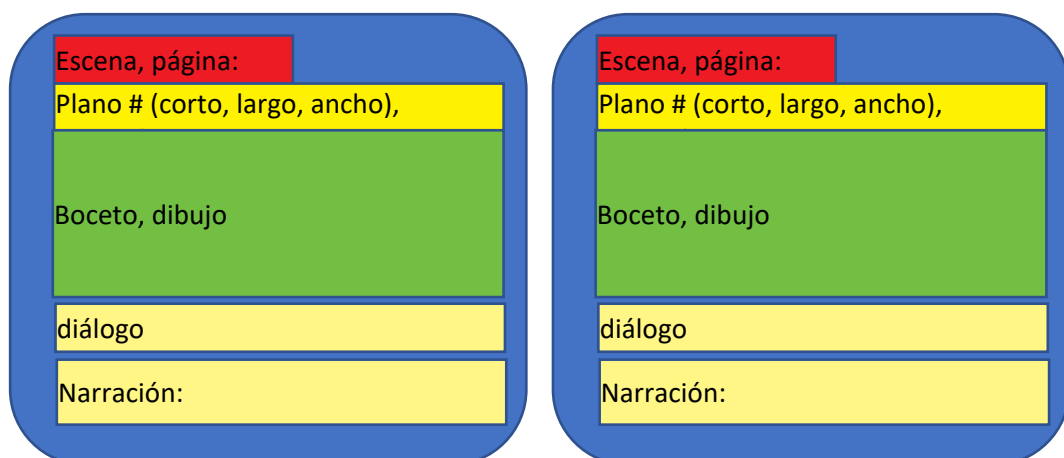 Escena, página:
Plano # (corto, largo, ancho),
Boceto, dibujo
diálogo
Narración:
Escena, página:
Plano # (corto, largo, ancho),
Boceto, dibujo
diálogo
Narración: